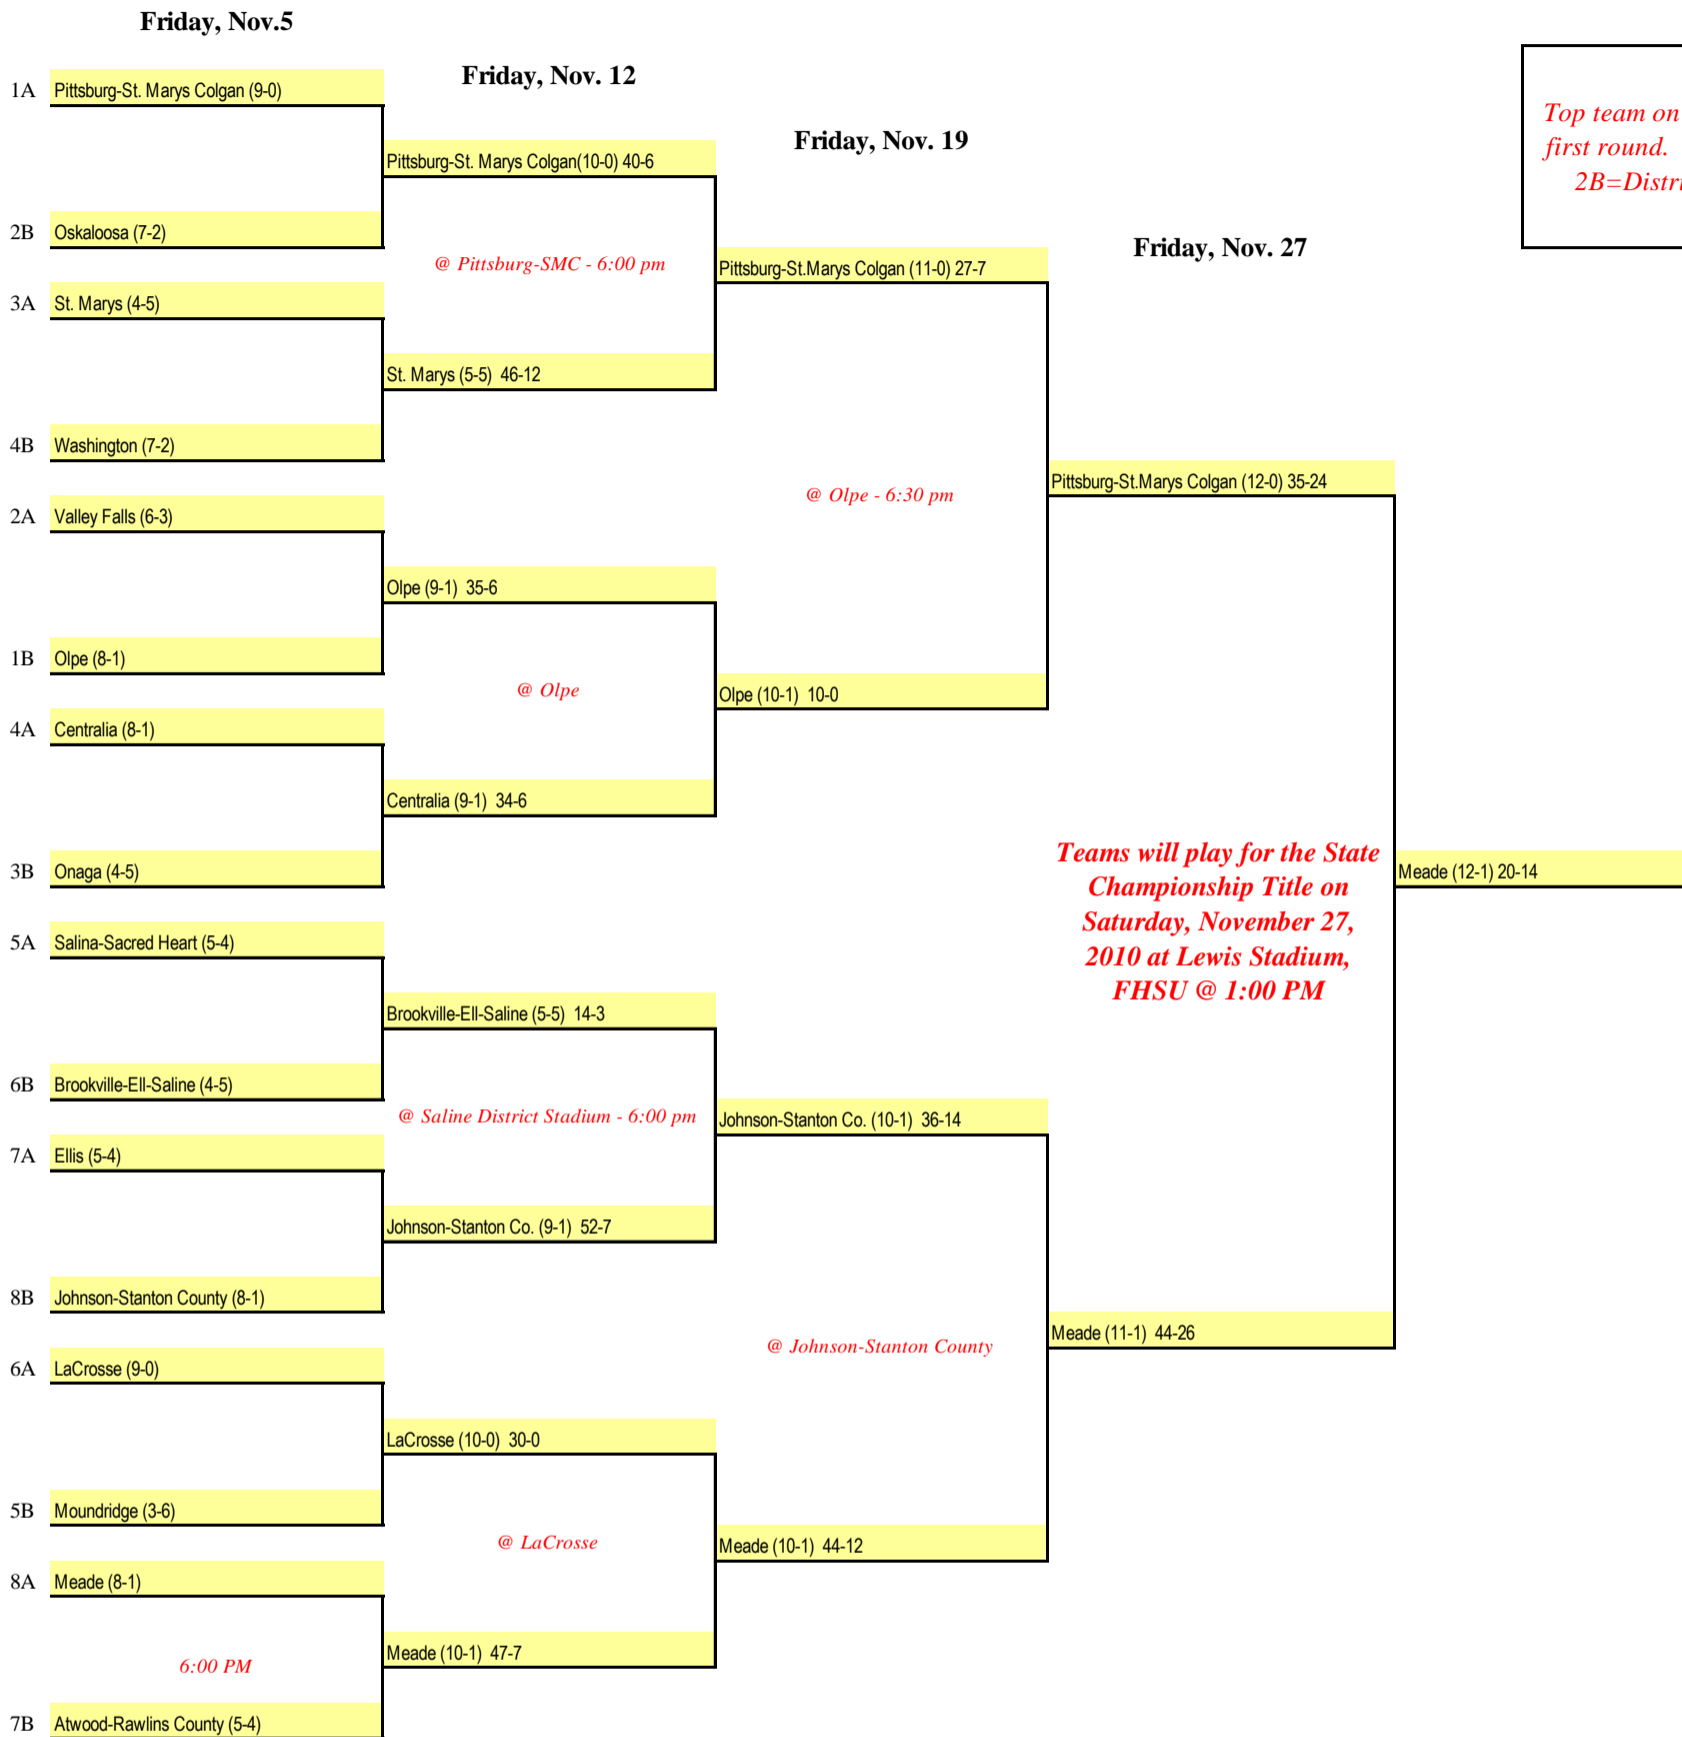 Friday, Nov.5
Friday, Nov. 12
Friday, Nov. 19
Friday, Nov. 27
Top team on
first round.
2B=Distri
1A Pittsburg-St. Marys Colgan (9-0)
Pittsburg-St. Marys Colgan(10-0) 40-6
2B Oskaloosa (7-2)
@ Pittsburg-SMC - 6:00 pm
Pittsburg-St.Marys Colgan (11-0) 27-7
3A St. Marys (4-5)
St. Marys (5-5) 46-12
4B Washington (7-2)
Pittsburg-St.Marys Colgan (12-0) 35-24
@ Olpe - 6:30 pm
2A Valley Falls (6-3)
Olpe (9-1) 35-6
1B Olpe (8-1)
@ Olpe
Olpe (10-1) 10-0
4A Centralia (8-1)
Centralia (9-1) 34-6
3B Onaga (4-5)
Teams will play for the State
Championship Title on
Saturday, November 27,
2010 at Lewis Stadium,
FHSU @ 1:00 PM
Meade (12-1) 20-14
5A Salina-Sacred Heart (5-4)
Brookville-Ell-Saline (5-5) 14-3
6B Brookville-Ell-Saline (4-5)
@ Saline District Stadium - 6:00 pm
Johnson-Stanton Co. (10-1) 36-14
7A Ellis (5-4)
Johnson-Stanton Co. (9-1) 52-7
8B Johnson-Stanton County (8-1)
@ Johnson-Stanton County
Meade (11-1) 44-26
6A LaCrosse (9-0)
LaCrosse (10-0) 30-0
5B Moundridge (3-6)
@ LaCrosse
Meade (10-1) 44-12
8A Meade (8-1)
6:00 PM
Meade (10-1) 47-7
7B Atwood-Rawlins County (5-4)